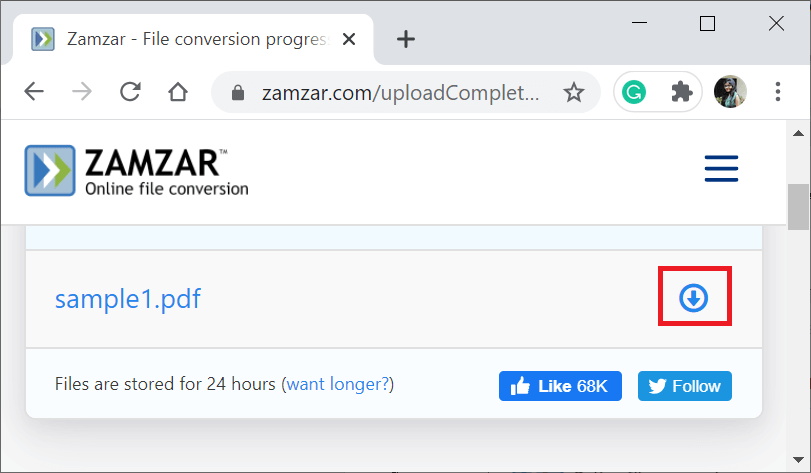 Zamzar - File conversion progres
zamzar.com/uploadComplet...
ZAMZAR™
Online file conversion
sample1.pdf
Files are stored for 24 hours (want longer?)
Like 68K
Follow